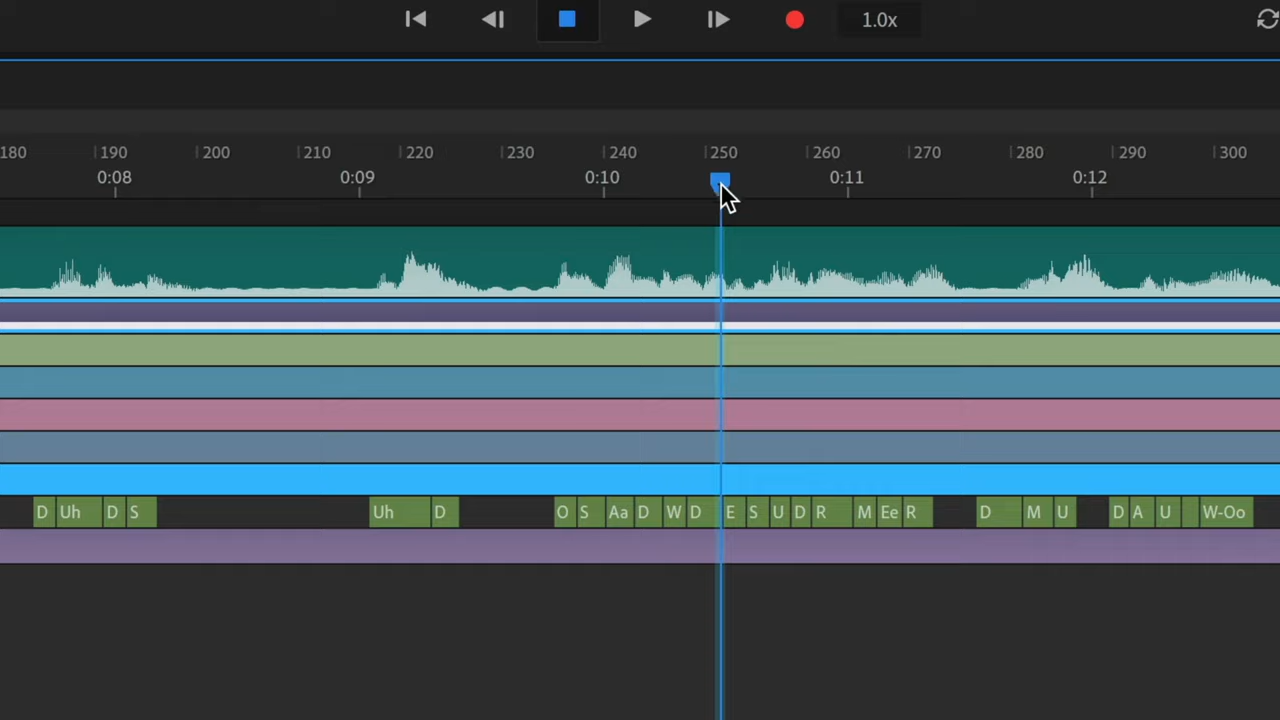 1.0x
180 190 200 210 220 230 240 250 260 270 280 290 300
0:08 0:09 0:10 0:11 0:12
D Uh D S Uh D O S Aa D W D E S U D R M Ee R D M U D A U W-Oo